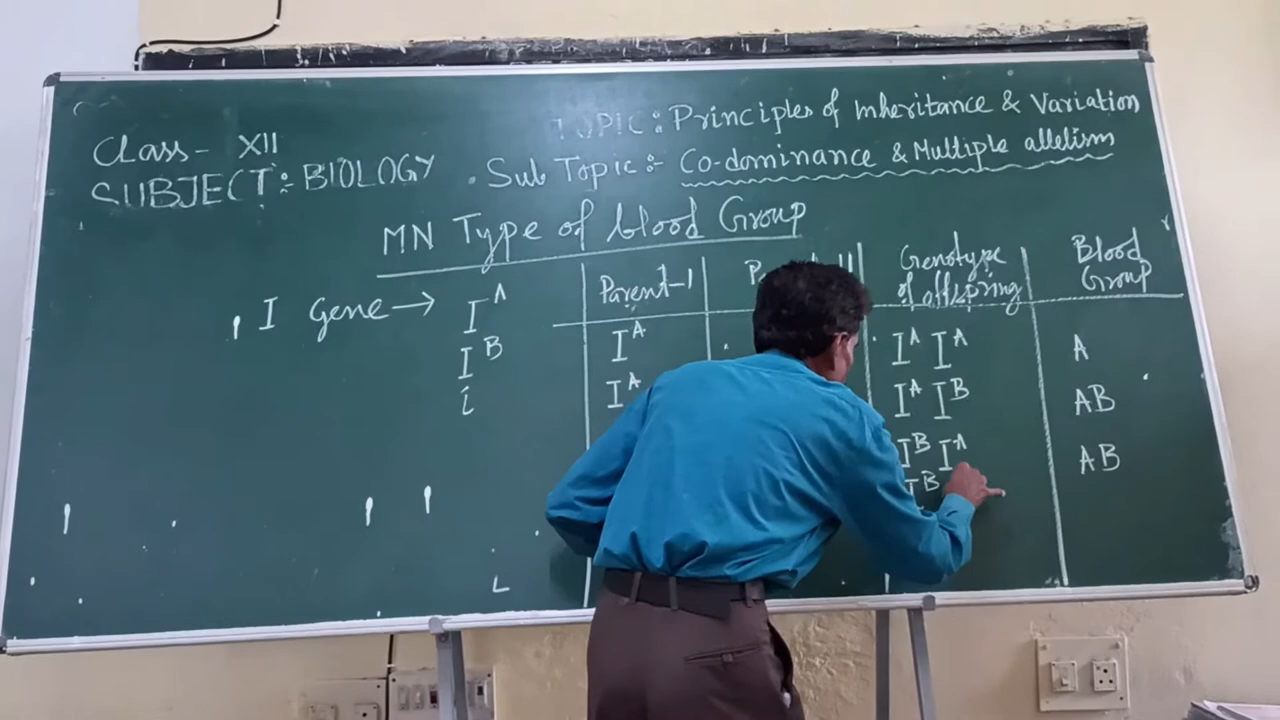 TOPIC:- Principles of Inheritance & Variation
Class- XII
SUBJECT:- BIOLOGY
Sub Topic:- Co-dominance & Multiple allelism
MN Type of blood Group
I gene → I^A
I^B
i
Parent-I Genotype of offspring Blood Group
I^A I^A I^A A
I^A I^A I^B AB
I^B I^A AB
I^B